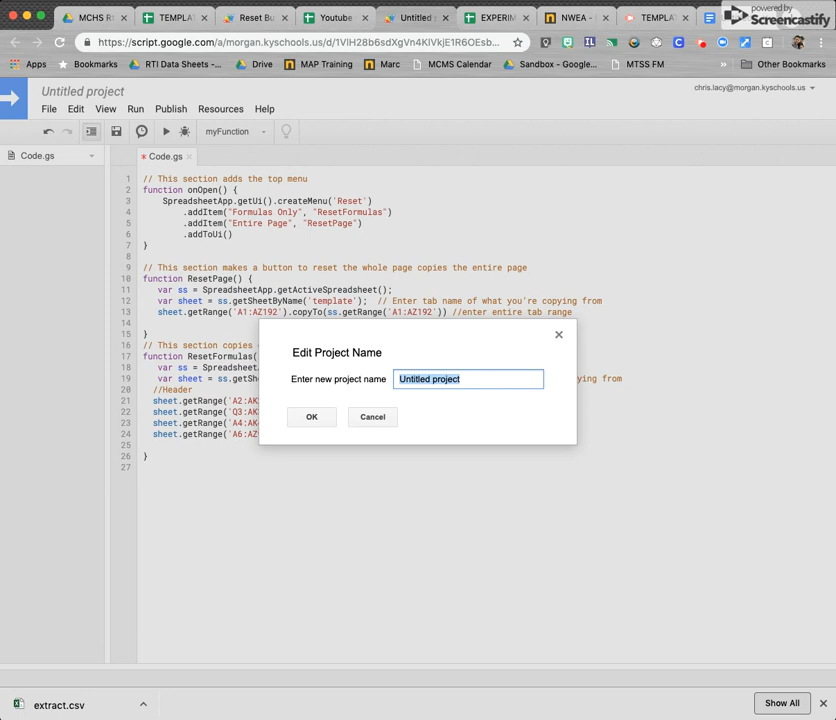 MCHS R
TEMPLAT
Reset Bu
Youtube
Untitled
EXPERIM
NWEA -
TEMPLAT
powered by
Screencastify
https://script.google.com/a/morgan.kyschools.us/d/1VlH28b6sdXgVn4KlVkjE1R6OEsb...
Apps
Bookmarks
RTI Data Sheets -...
Drive
MAP Training
Marc
MCMS Calendar
Sandbox - Google...
MTSS FM
»
Other Bookmarks
Untitled project
chris.lacy@morgan.kyschools.us
File Edit View Run Publish Resources Help
myFunction
Code.gs
* Code.gs
1 // This section adds the top menu
2 function onOpen() {
3 SpreadsheetApp.getUi().createMenu('Reset')
4 .addItem("Formulas Only", "ResetFormulas")
5 .addItem("Entire Page", "ResetPage")
6 .addToUi()
7 }
8
9 // This section makes a button to reset the whole page copies the entire page
10 function ResetPage() {
11 var ss = SpreadsheetApp.getActiveSpreadsheet();
12 var sheet = ss.getSheetByName('template'); // Enter tab name of what you're copying from
13 sheet.getRange('A1:AZ192').copyTo(ss.getRange('A1:AZ192')) //enter entire tab range
14
15 }
16 // This section copies
17 function ResetFormulas(
18 var ss = Spreadsheet
19 var sheet = ss.getSh
ying from
20 //Header
21 sheet.getRange('A2:AK
22 sheet.getRange('Q3:AK
23 sheet.getRange('A4:AK
24 sheet.getRange('A6:AZ
25
26 }
27
Edit Project Name
Enter new project name
Untitled project
OK
Cancel
extract.csv
Show All